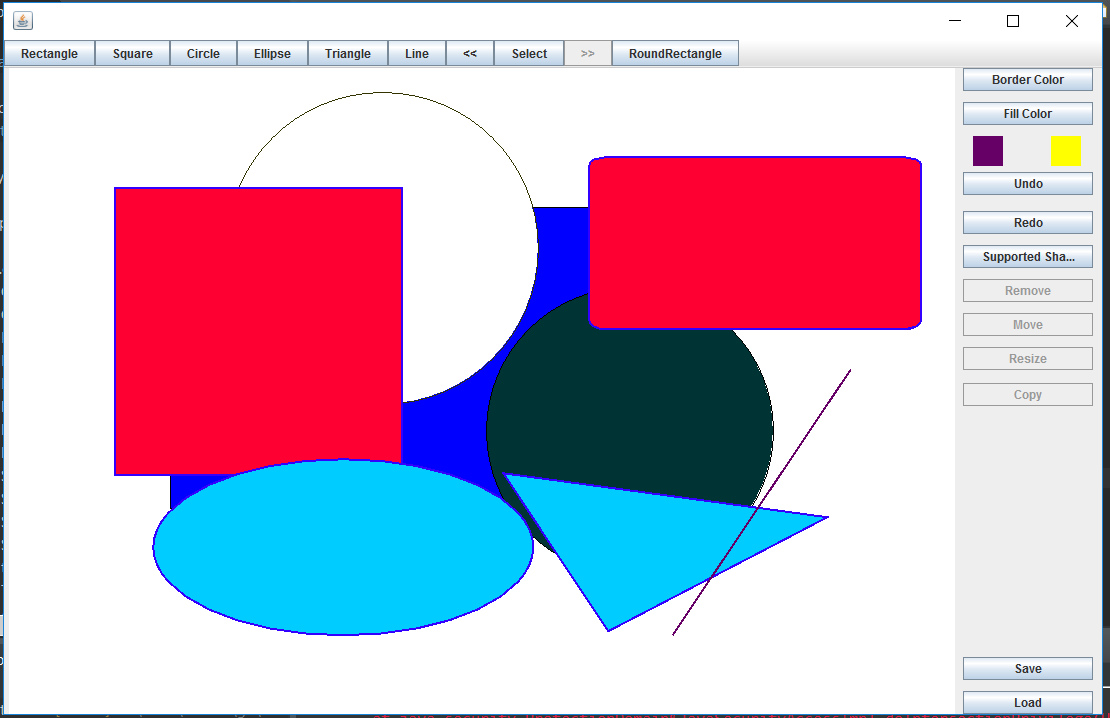 Rectangle Square Circle Ellipse Triangle Line << Select >> RoundRectangle
Border Color
Fill Color
Undo
Redo
Supported Sha...
Remove
Move
Resize
Copy
Save
Load